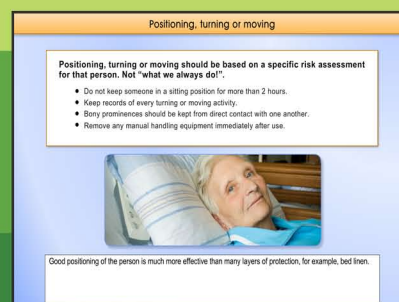 Positioning, turning or moving
Positioning, turning or moving should be based on a specific risk assessment
for that person. Not “what we always do!”.
● Do not keep someone in a sitting position for more than 2 hours.
● Keep records of every turning or moving activity.
● Bony prominences should be kept from direct contact with one another.
● Remove any manual handling equipment immediately after use.
Good positioning of the person is much more effective than many layers of protection, for example, bed linen.